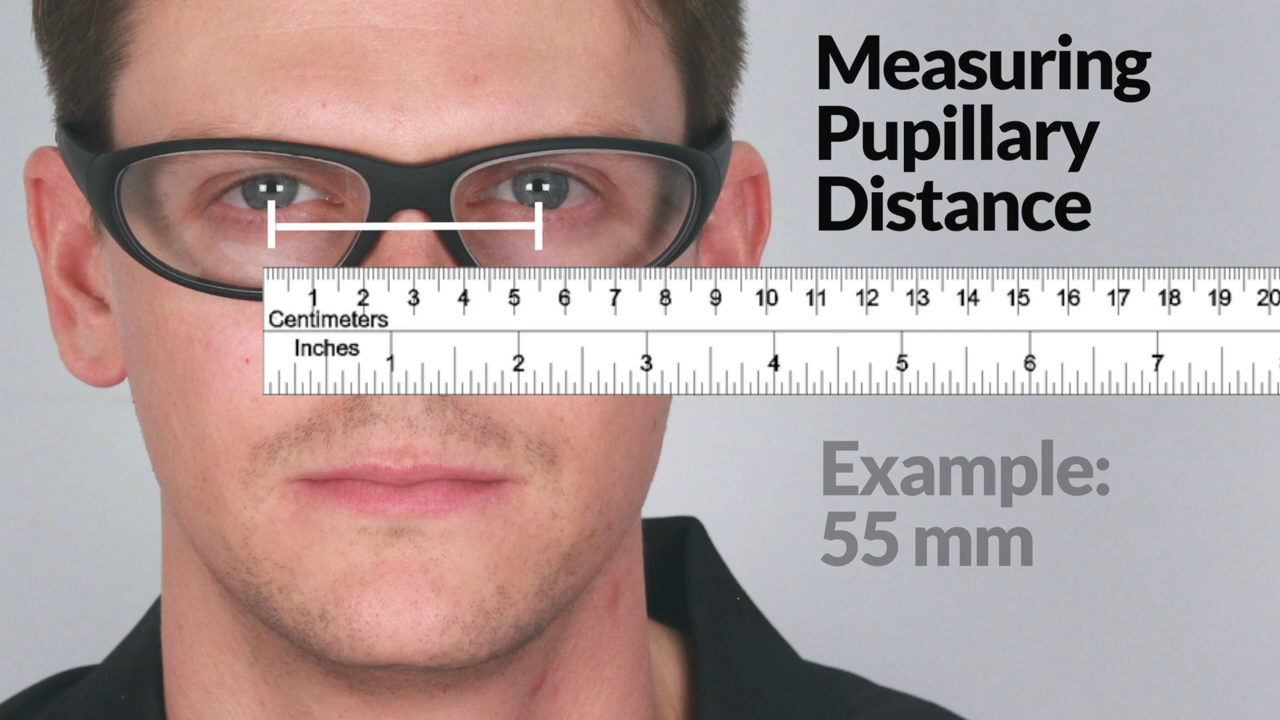 Measuring
Pupillary
Distance
1 2 3 4 5 6 7 8 9 10 11 12 13 14 15 16 17 18 19 20
Centimeters
Inches
1 2 3 4 5 6 7
Example:
55 mm